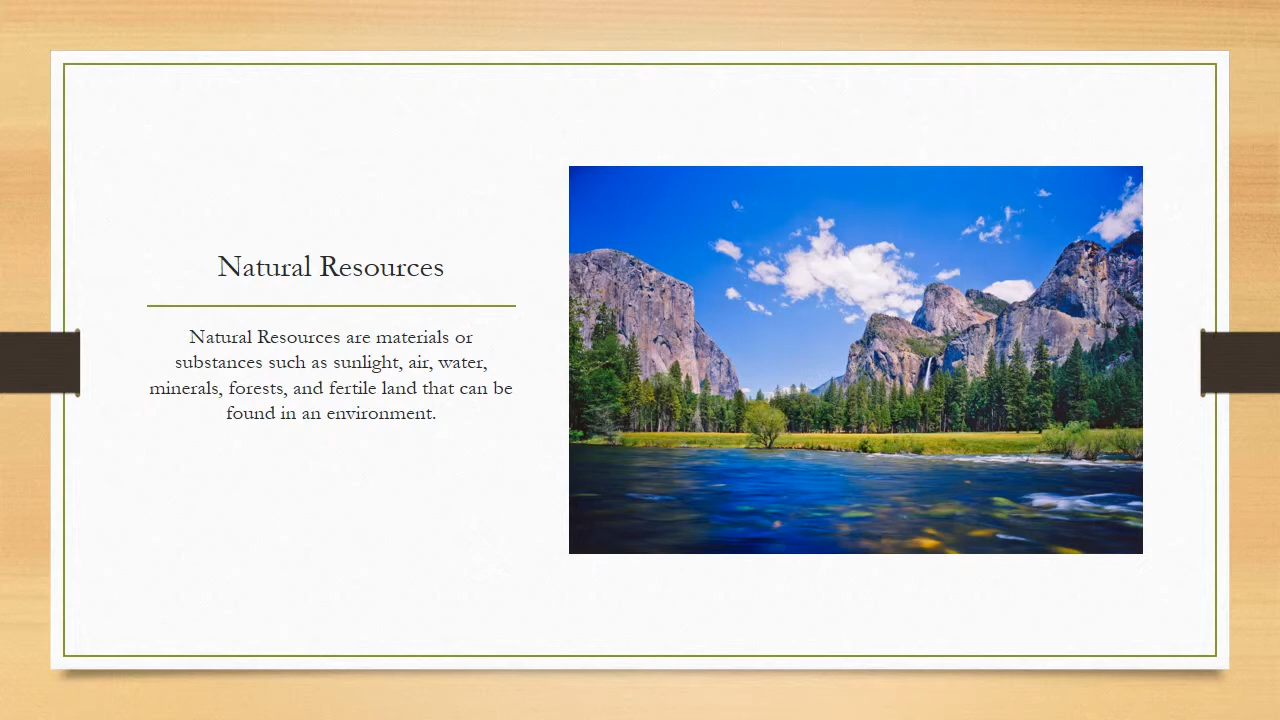 Natural Resources
Natural Resources are materials or
substances such as sunlight, air, water,
minerals, forests, and fertile land that can be
found in an environment.